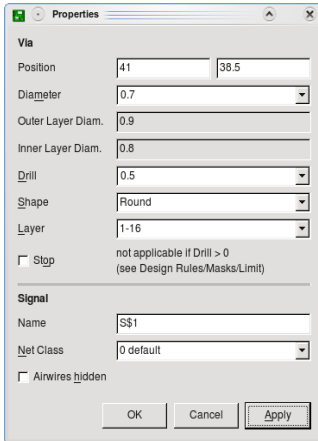 Properties
Via
Position 41 38.5
Diameter 0.7
Outer Layer Diam. 0.9
Inner Layer Diam. 0.8
Drill 0.5
Shape Round
Layer 1-16
Stop not applicable if Drill > 0
(see Design Rules/Masks/Limit)
Signal
Name S$1
Net Class 0 default
Airwires hidden
OK Cancel Apply